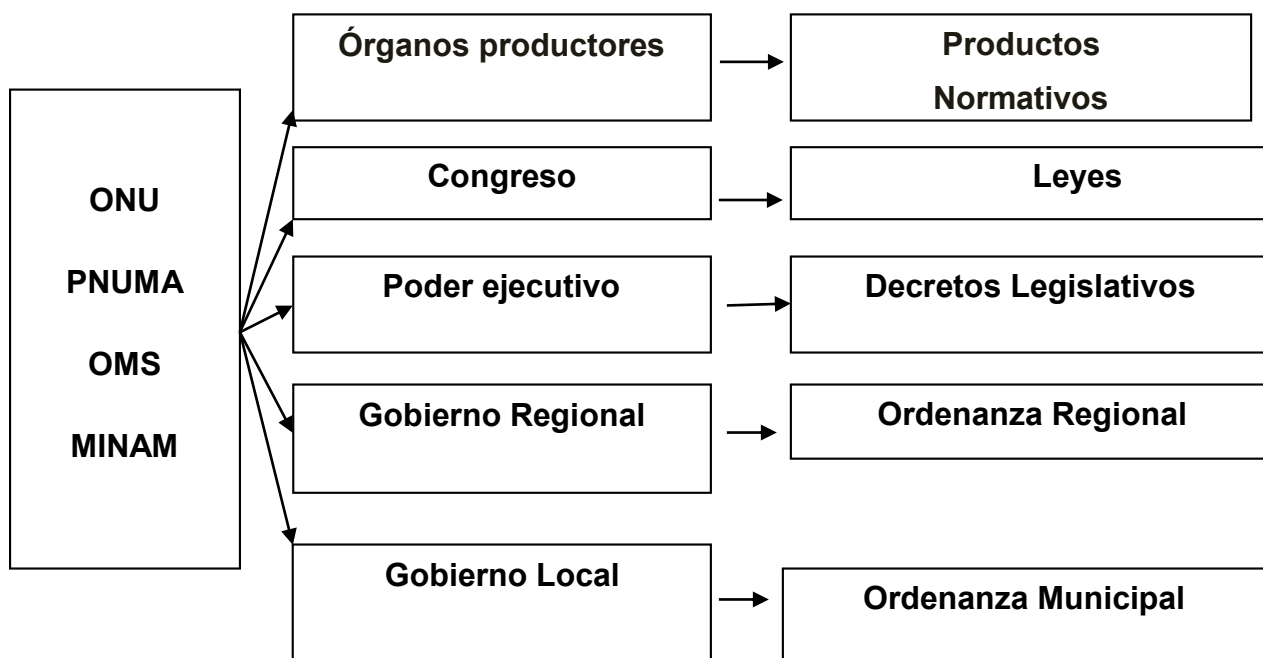 ONU
PNUMA
OMS
MINAM
Órganos productores
Productos
Normativos
Congreso
Leyes
Poder ejecutivo
Decretos Legislativos
Gobierno Regional
Ordenanza Regional
Gobierno Local
Ordenanza Municipal